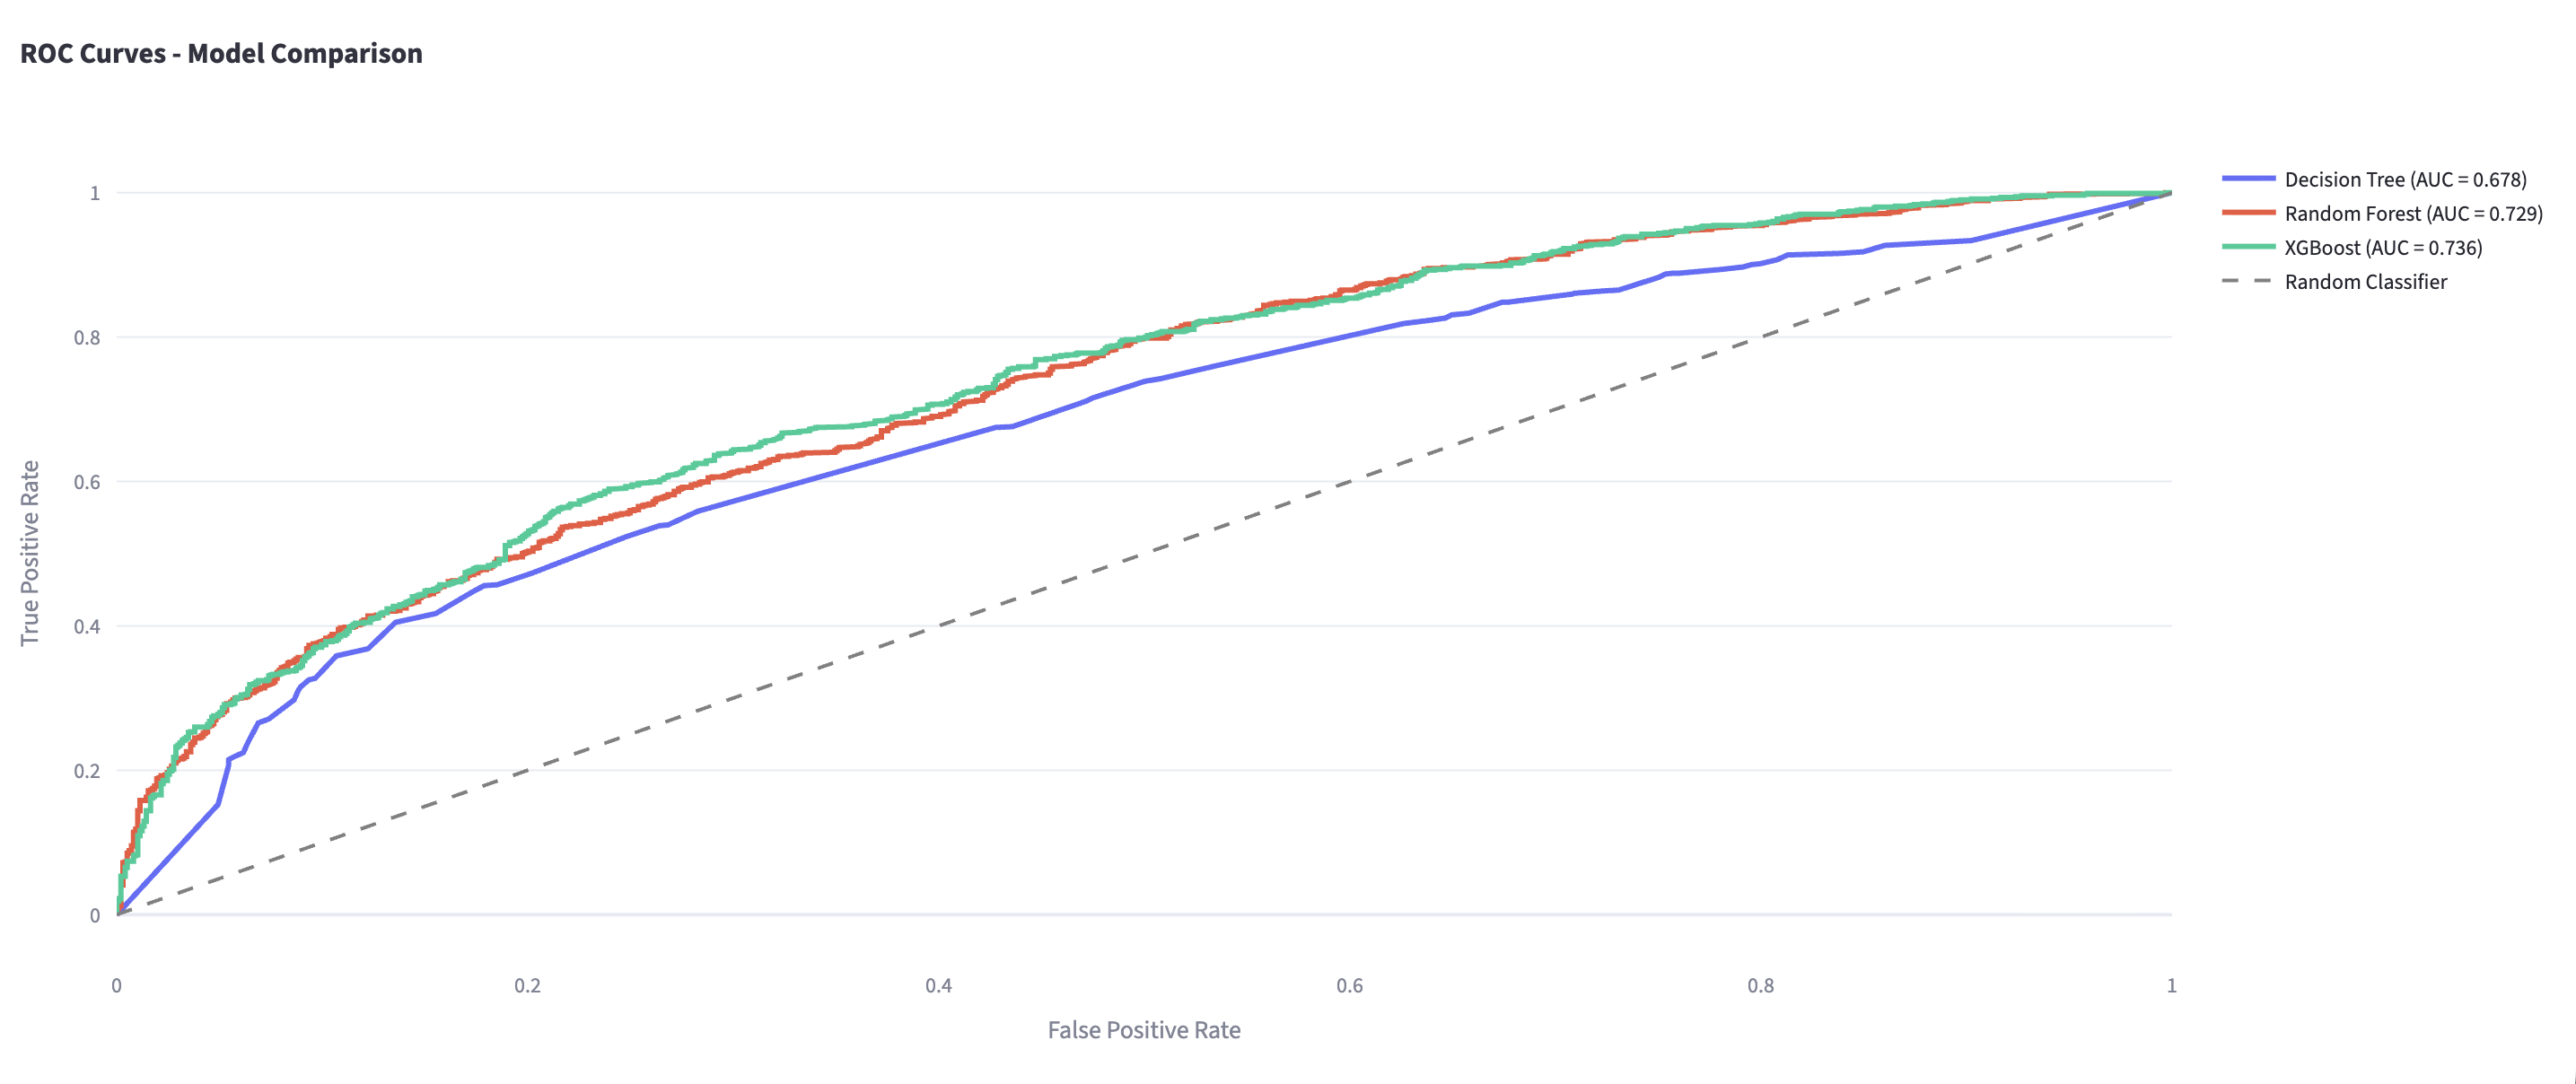 ROC Curves - Model Comparison
Decision Tree (AUC = 0.678)
Random Forest (AUC = 0.729)
XGBoost (AUC = 0.736)
Random Classifier
True Positive Rate
1
0.8
0.6
0.4
0.2
0
0 0.2 0.4 0.6 0.8 1
False Positive Rate